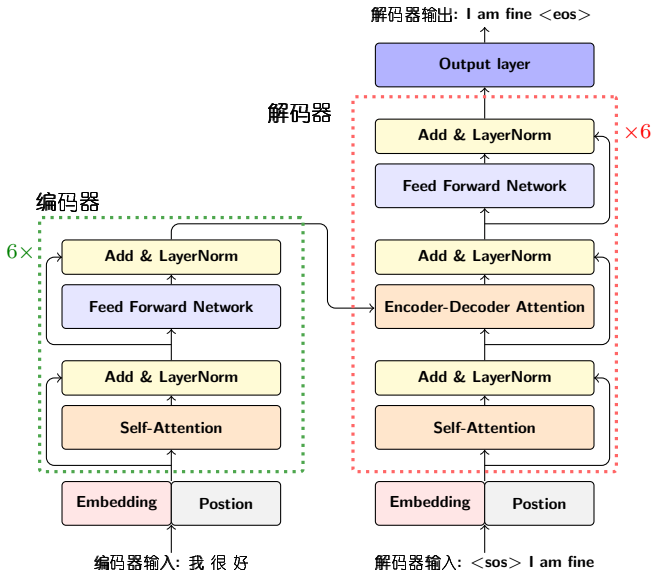 解码器输出: I am fine <eos>
Output layer
解码器
Add & LayerNorm
×6
Feed Forward Network
编码器
6×
Add & LayerNorm
Add & LayerNorm
Feed Forward Network
Encoder-Decoder Attention
Add & LayerNorm
Add & LayerNorm
Self-Attention
Self-Attention
Embedding
Postion
Embedding
Postion
编码器输入: 我 很 好
解码器输入: <sos> I am fine